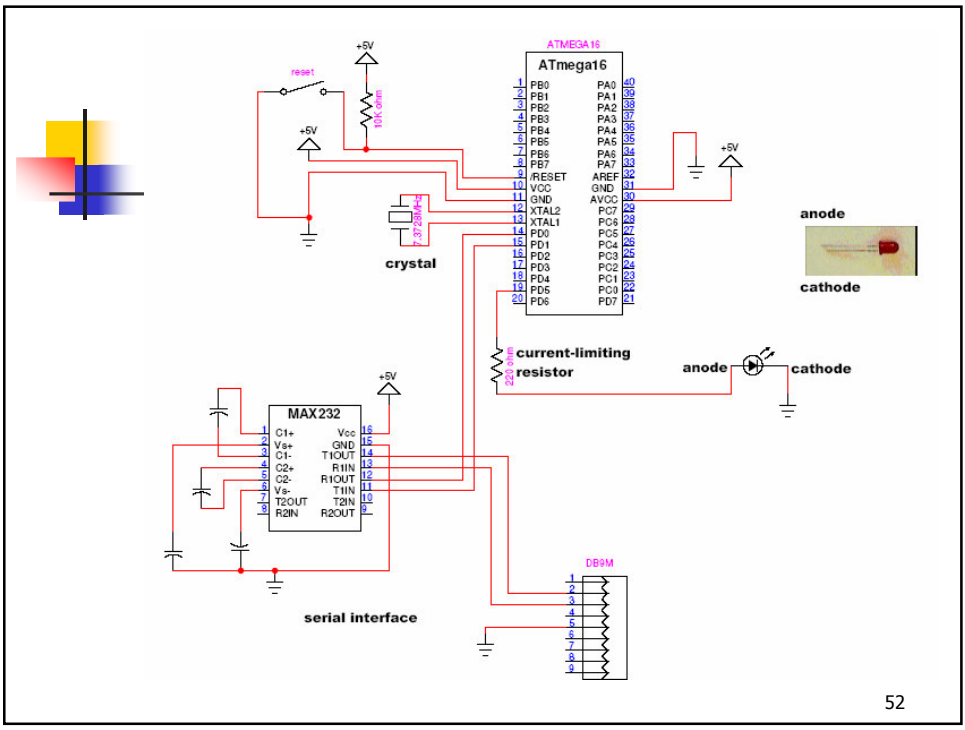 +5V
ATMEGA16
reset
10K ohm
+5V
ATmega16
1 PB0 PA0 40
2 PB1 PA1 39
3 PB2 PA2 38
4 PB3 PA3 37
5 PB4 PA4 36
6 PB5 PA5 35
7 PB6 PA6 34
8 PB7 PA7 33
9 /RESET AREF 32
10 VCC GND 31
11 GND AVCC 30
12 XTAL2 PC7 29
13 XTAL1 PC6 28
14 PD0 PC5 27
15 PD1 PC4 26
16 PD2 PC3 25
17 PD3 PC2 24
18 PD4 PC1 23
19 PD5 PC0 22
20 PD6 PD7 21
+5V
7.3728MHz
crystal
anode
cathode
220 ohm
current-limiting
resistor
anode
cathode
+5V
MAX232
1 C1+ Vcc 16
2 Vs+ GND 15
3 C1- T1OUT 14
4 C2+ R1IN 13
5 C2- R1OUT 12
6 Vs- T1IN 11
7 T2OUT T2IN 10
8 R2IN R2OUT 9
serial interface
DB9M
1
2
3
4
5
6
7
8
9
52